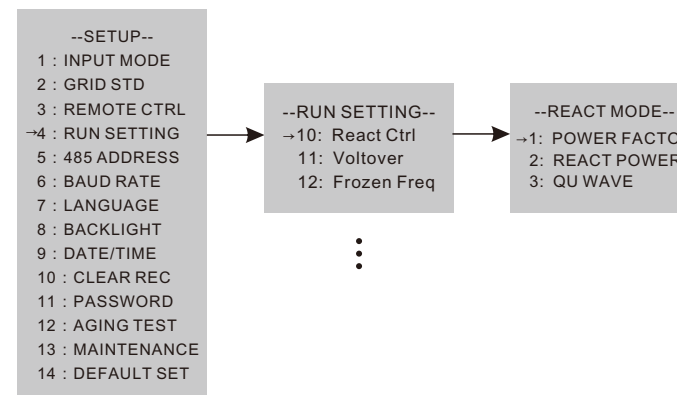 --SETUP--
1 : INPUT MODE
2 : GRID STD
3 : REMOTE CTRL
→4 : RUN SETTING
5 : 485 ADDRESS
6 : BAUD RATE
7 : LANGUAGE
8 : BACKLIGHT
9 : DATE/TIME
10 : CLEAR REC
11 : PASSWORD
12 : AGING TEST
13 : MAINTENANCE
14 : DEFAULT SET
--RUN SETTING--
→10: React Ctrl
11: Voltover
12: Frozen Freq
--REACT MODE--
→1: POWER FACTO
2: REACT POWER
3: QU WAVE